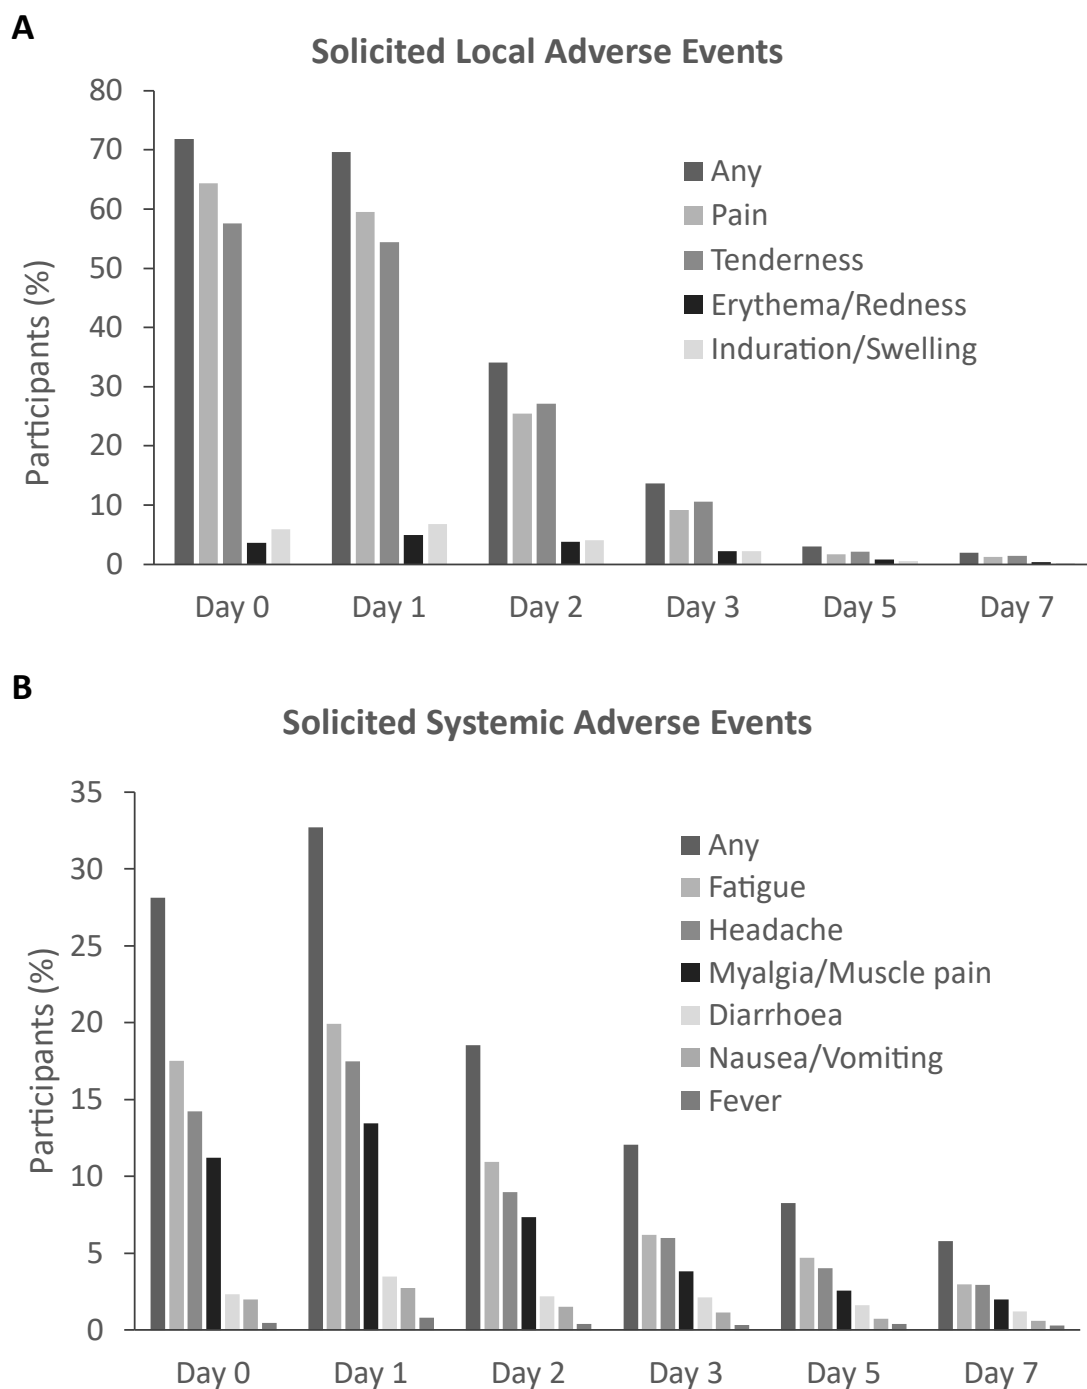 A
Solicited Local Adverse Events
80
70
60
50
40
30
20
10
0
Participants (%)
Any
Pain
Tenderness
Erythema/Redness
Induration/Swelling
Day 0 Day 1 Day 2 Day 3 Day 5 Day 7
B
Solicited Systemic Adverse Events
35
30
25
20
15
10
5
0
Participants (%)
Any
Fatigue
Headache
Myalgia/Muscle pain
Diarrhoea
Nausea/Vomiting
Fever
Day 0 Day 1 Day 2 Day 3 Day 5 Day 7